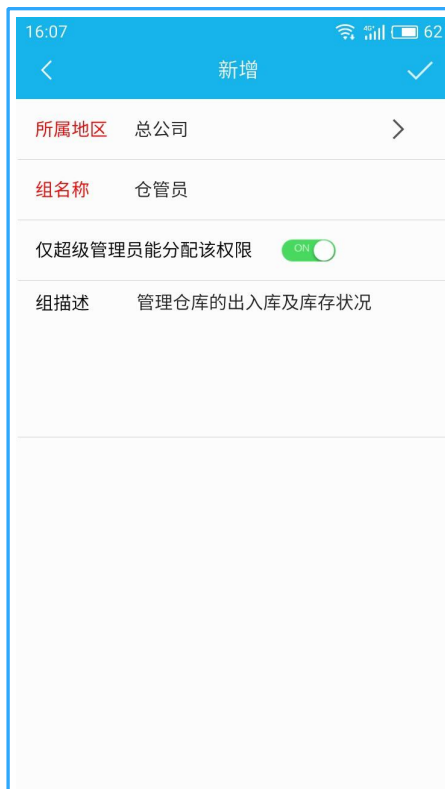 16:07 4G+ 62
新增
所属地区 总公司
组名称 仓管员
仅超级管理员能分配该权限 ON
组描述 管理仓库的出入库及库存状况